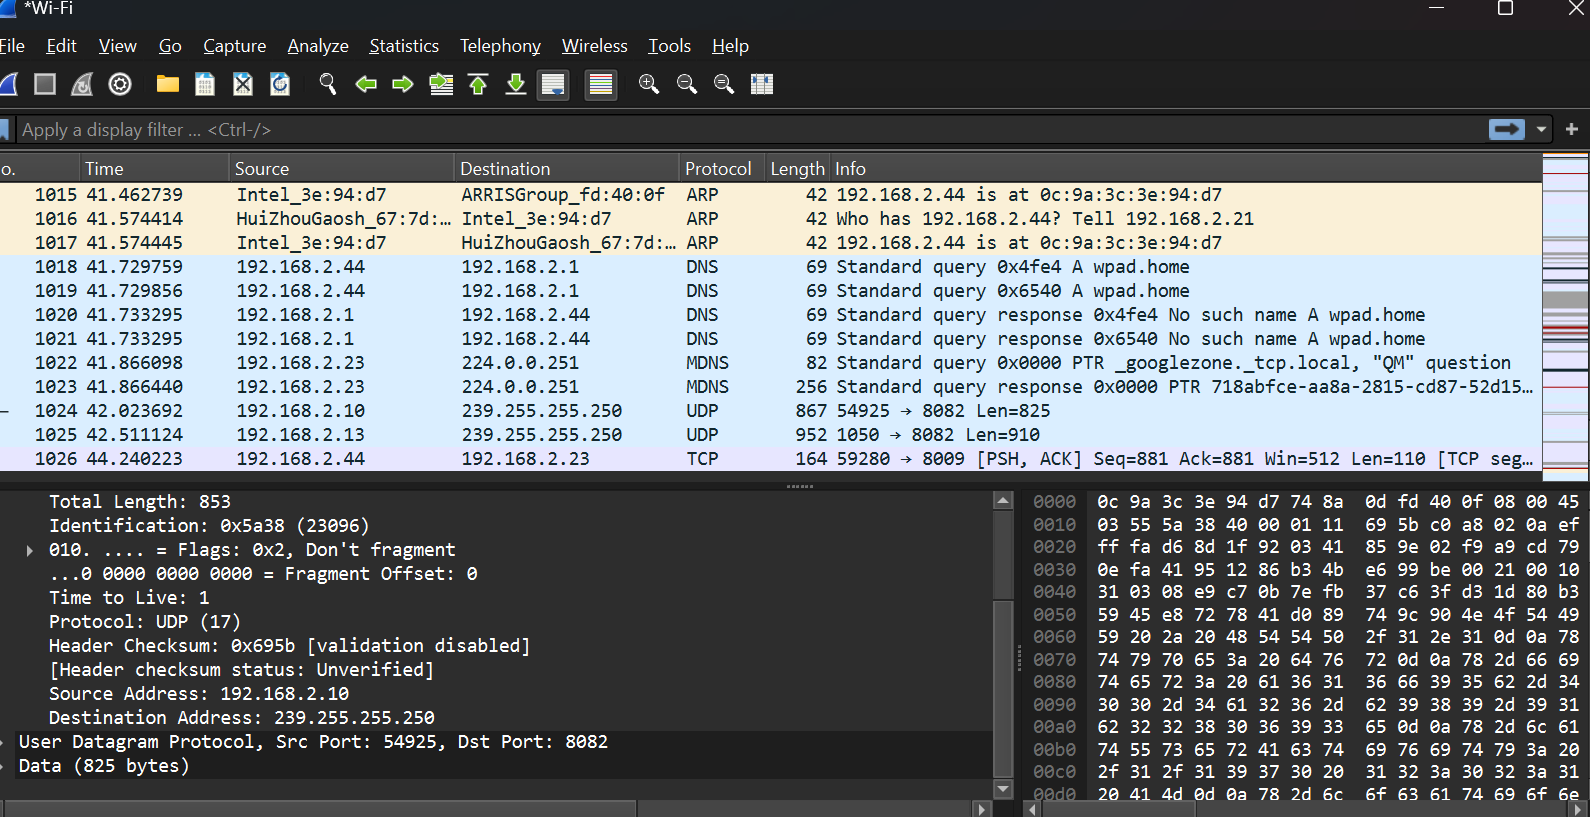 *Wi-Fi
File Edit View Go Capture Analyze Statistics Telephony Wireless Tools Help
Apply a display filter ... <Ctrl-/>
o. Time Source Destination Protocol Length Info
1015 41.462739 Intel_3e:94:d7 ARRISGroup_fd:40:0f ARP 42 192.168.2.44 is at 0c:9a:3c:3e:94:d7
1016 41.574414 HuiZhouGaosh_67:7d:… Intel_3e:94:d7 ARP 42 Who has 192.168.2.44? Tell 192.168.2.21
1017 41.574445 Intel_3e:94:d7 HuiZhouGaosh_67:7d:… ARP 42 192.168.2.44 is at 0c:9a:3c:3e:94:d7
1018 41.729759 192.168.2.44 192.168.2.1 DNS 69 Standard query 0x4fe4 A wpad.home
1019 41.729856 192.168.2.44 192.168.2.1 DNS 69 Standard query 0x6540 A wpad.home
1020 41.733295 192.168.2.1 192.168.2.44 DNS 69 Standard query response 0x4fe4 No such name A wpad.home
1021 41.733295 192.168.2.1 192.168.2.44 DNS 69 Standard query response 0x6540 No such name A wpad.home
1022 41.866098 192.168.2.23 224.0.0.251 MDNS 82 Standard query 0x0000 PTR _googlezone._tcp.local, "QM" question
1023 41.866440 192.168.2.23 224.0.0.251 MDNS 256 Standard query response 0x0000 PTR 718abfce-aa8a-2815-cd87-52d15…
1024 42.023692 192.168.2.10 239.255.255.250 UDP 867 54925 → 8082 Len=825
1025 42.511124 192.168.2.13 239.255.255.250 UDP 952 1050 → 8082 Len=910
1026 44.240223 192.168.2.44 192.168.2.23 TCP 164 59280 → 8009 [PSH, ACK] Seq=881 Ack=881 Win=512 Len=110 [TCP seg…
Total Length: 853
Identification: 0x5a38 (23096)
010. .... = Flags: 0x2, Don't fragment
...0 0000 0000 0000 = Fragment Offset: 0
Time to Live: 1
Protocol: UDP (17)
Header Checksum: 0x695b [validation disabled]
[Header checksum status: Unverified]
Source Address: 192.168.2.10
Destination Address: 239.255.255.250
User Datagram Protocol, Src Port: 54925, Dst Port: 8082
Data (825 bytes)
0000 0c 9a 3c 3e 94 d7 74 8a 0d fd 40 0f 08 00 45
0010 03 55 5a 38 40 00 01 11 69 5b c0 a8 02 0a ef
0020 ff fa d6 8d 1f 92 03 41 85 9e 02 f9 a9 cd 79
0030 0e fa 41 95 12 86 b3 4b e6 99 be 00 21 00 10
0040 31 03 08 e9 c7 0b 7e fb 37 c6 3f d3 1d 80 b3
0050 59 45 e8 72 78 41 d0 89 74 9c 90 4e 4f 54 49
0060 59 20 2a 20 48 54 54 50 2f 31 2e 31 0d 0a 78
0070 74 79 70 65 3a 20 64 76 72 0d 0a 78 2d 66 69
0080 74 65 72 3a 20 61 36 31 36 66 39 35 62 2d 34
0090 30 30 2d 34 61 32 36 2d 62 39 38 39 2d 39 31
00a0 62 32 32 38 30 36 39 33 65 0d 0a 78 2d 6c 61
00b0 74 55 73 65 72 41 63 74 69 76 69 74 79 3a 20
00c0 2f 31 2f 31 39 37 30 20 31 32 3a 30 32 3a 31
00d0 20 41 4d 0d 0a 78 2d 6c 6f 63 61 74 69 6f 6e